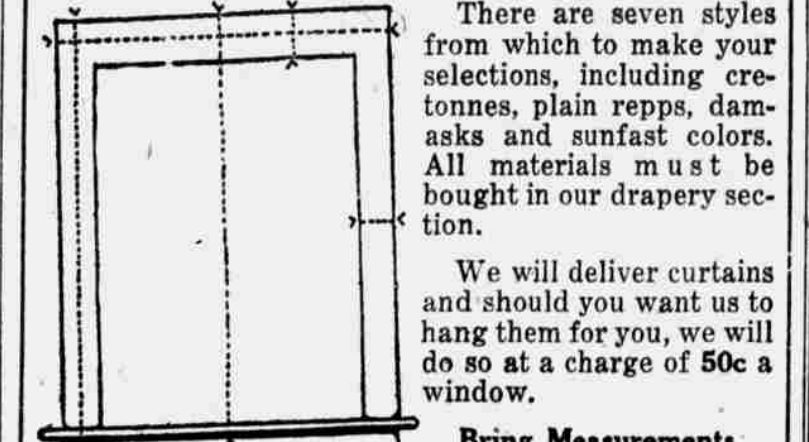 There are seven styles
from which to make your
selections, including cre-
tonnes, plain repps, dam-
asks and sunfast colors.
All materials must be
bought in our drapery sec-
tion.
We will deliver curtains
and should you want us to
hang them for you, we will
do so at a charge of 50c a
window.
Bring Measurements